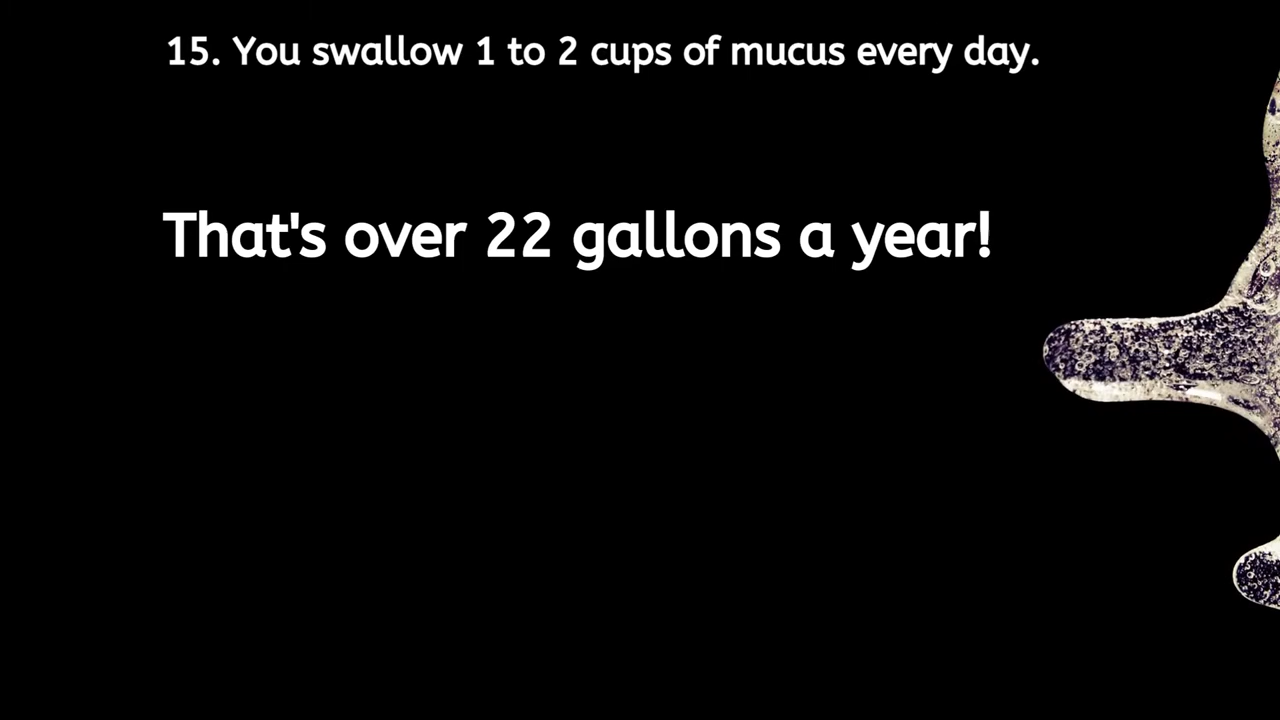 15. You swallow 1 to 2 cups of mucus every day.
That's over 22 gallons a year!